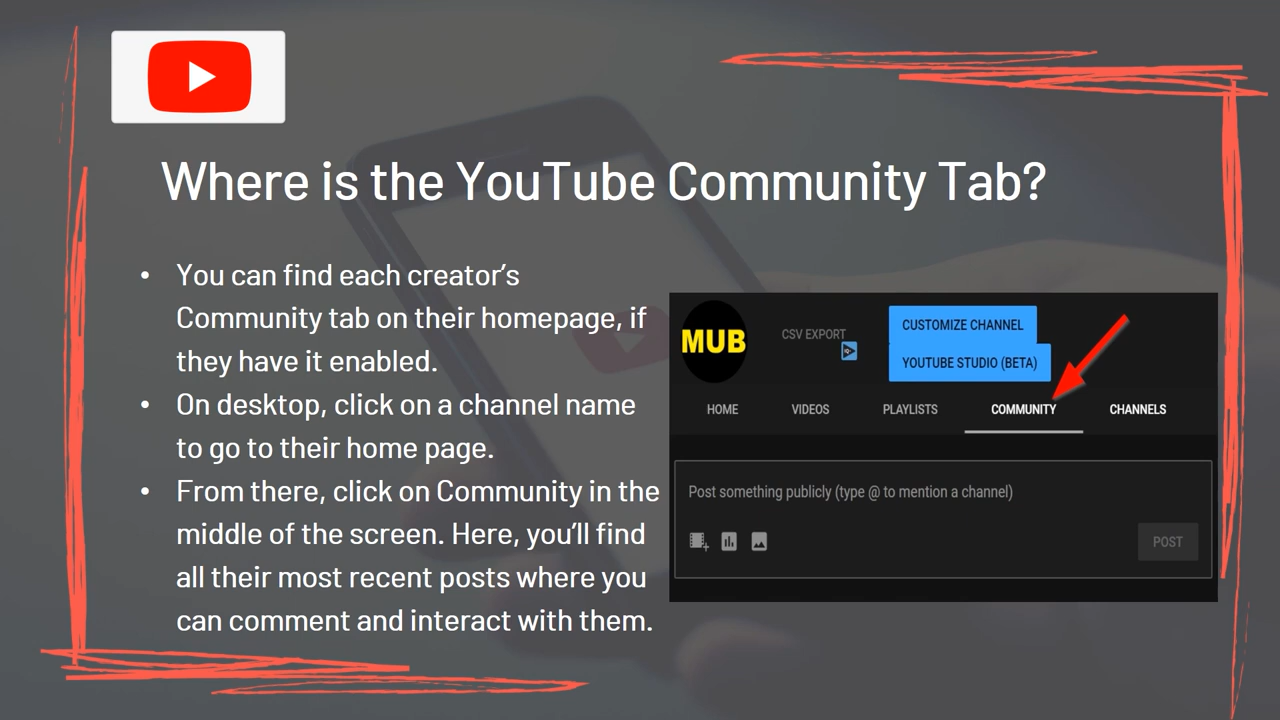 Where is the YouTube Community Tab?
• You can find each creator’s
Community tab on their homepage, if
they have it enabled.
• On desktop, click on a channel name
to go to their home page.
• From there, click on Community in the
middle of the screen. Here, you’ll find
all their most recent posts where you
can comment and interact with them.
MUB
CSV EXPORT
CUSTOMIZE CHANNEL
YOUTUBE STUDIO (BETA)
HOME VIDEOS PLAYLISTS COMMUNITY CHANNELS
Post something publicly (type @ to mention a channel)
POST